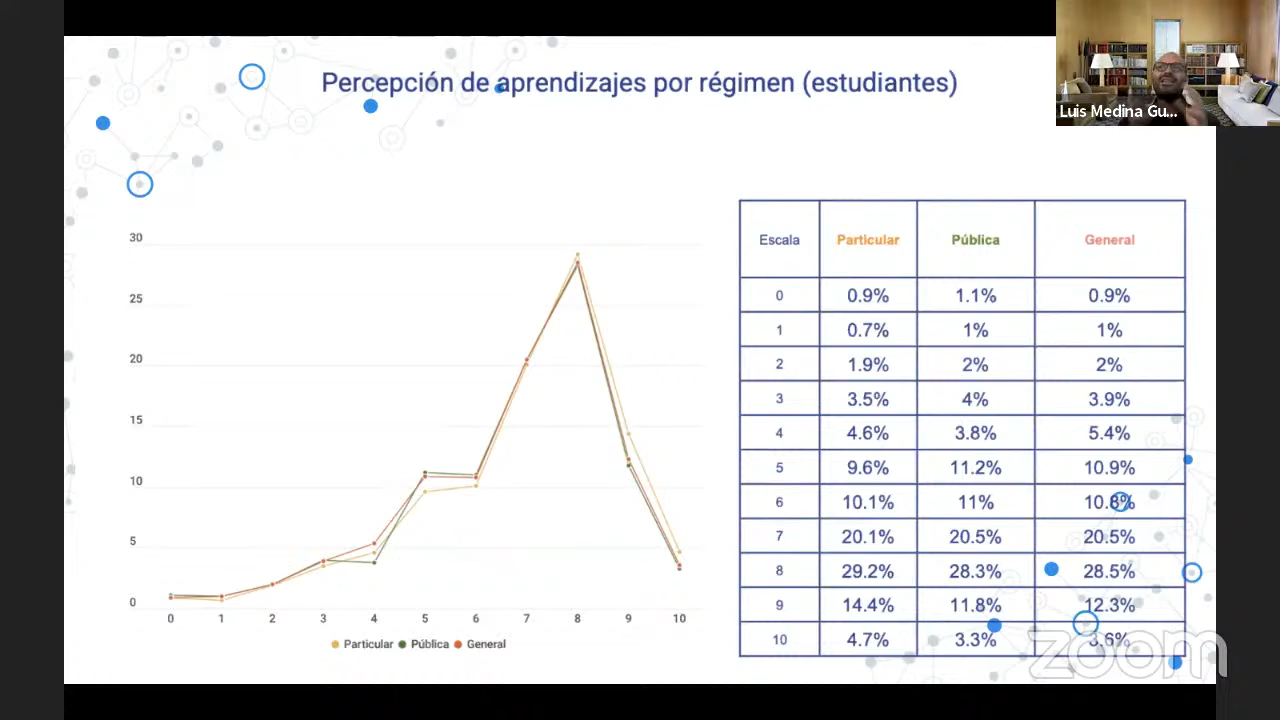 Percepción de aprendizajes por régimen (estudiantes)
Luis Medina Gu...
30
25
20
15
10
5
0
0 1 2 3 4 5 6 7 8 9 10
Particular Pública General
Escala Particular Pública General
0 0.9% 1.1% 0.9%
1 0.7% 1% 1%
2 1.9% 2% 2%
3 3.5% 4% 3.9%
4 4.6% 3.8% 5.4%
5 9.6% 11.2% 10.9%
6 10.1% 11% 10.8%
7 20.1% 20.5% 20.5%
8 29.2% 28.3% 28.5%
9 14.4% 11.8% 12.3%
10 4.7% 3.3% 3.6%
zoom